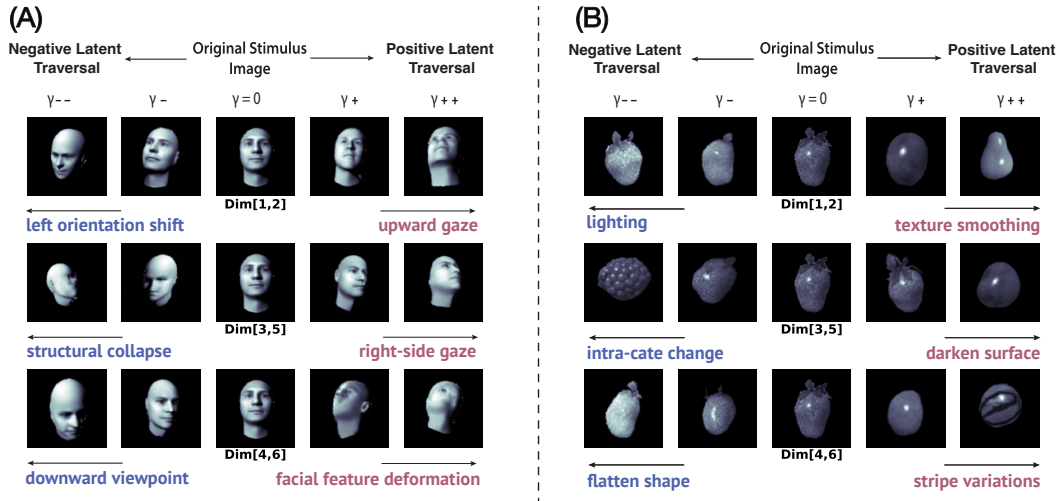 (A)
Negative Latent
Traversal
Original Stimulus
Image
Positive Latent
Traversal
γ - -
γ -
γ = 0
γ +
γ + +
Dim[1,2]
left orientation shift
upward gaze
Dim[3,5]
structural collapse
right-side gaze
Dim[4,6]
downward viewpoint
facial feature deformation
(B)
Negative Latent
Traversal
Original Stimulus
Image
Positive Latent
Traversal
γ - -
γ -
γ = 0
γ +
γ + +
Dim[1,2]
lighting
texture smoothing
Dim[3,5]
intra-cate change
darken surface
Dim[4,6]
flatten shape
stripe variations